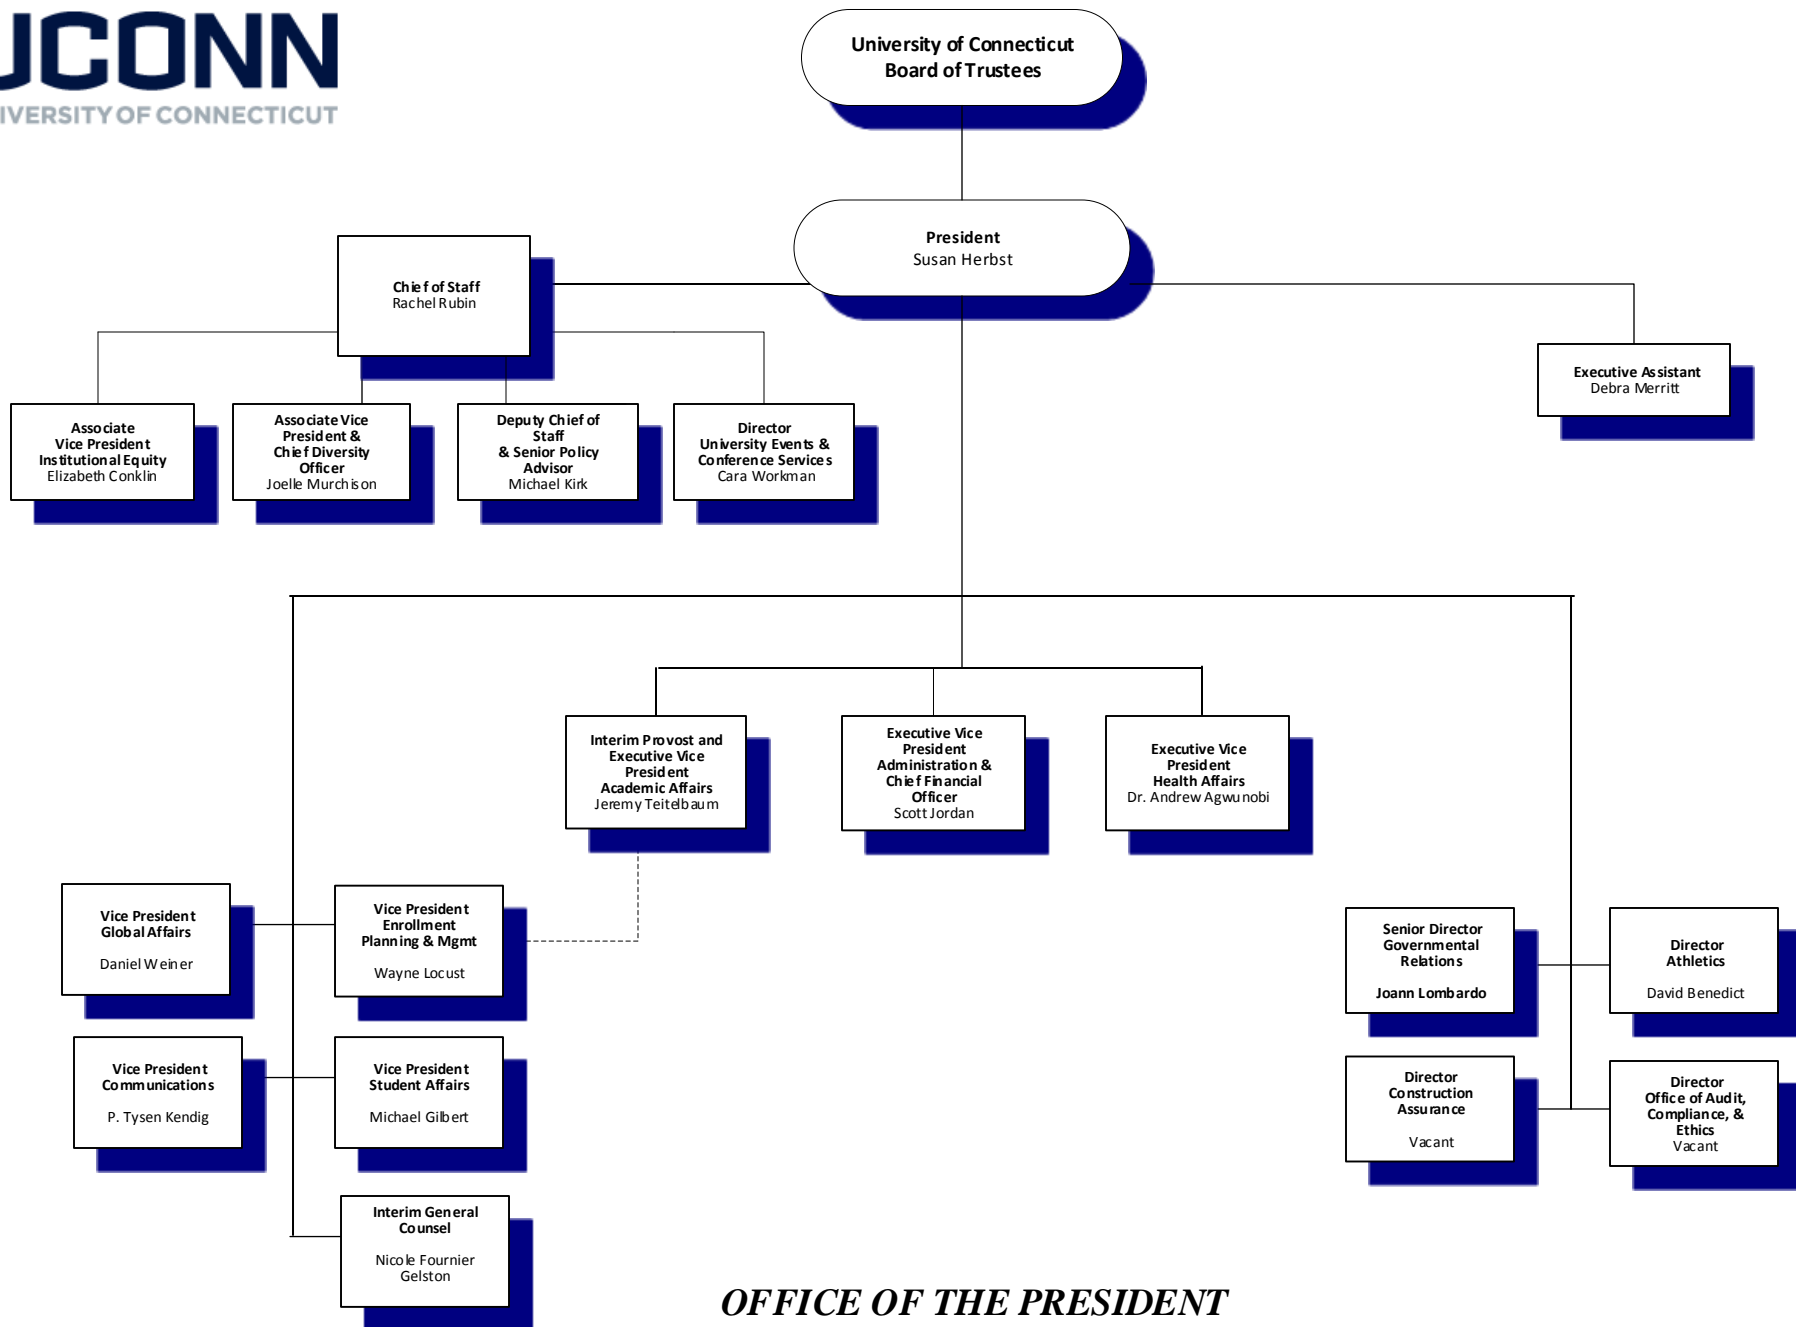 UCONN
IVERSITY OF CONNECTICUT
University of Connecticut
Board of Trustees
President
Susan Herbst
Chief of Staff
Rachel Rubin
Executive Assistant
Debra Merritt
Associate
Vice President
Institutional Equity
Elizabeth Conklin
Associate Vice
President &
Chief Diversity
Officer
Joelle Murchison
Deputy Chief of
Staff
& Senior Policy
Advisor
Michael Kirk
Director
University Events &
Conference Services
Cara Workman
Interim Provost and
Executive Vice
President
Academic Affairs
Jeremy Teitelbaum
Executive Vice
President
Administration &
Chief Financial
Officer
Scott Jordan
Executive Vice
President
Health Affairs
Dr. Andrew Agwunobi
Vice President
Global Affairs
Daniel Weiner
Vice President
Enrollment
Planning & Mgmt
Wayne Locust
Senior Director
Governmental
Relations
Joann Lombardo
Director
Athletics
David Benedict
Vice President
Communications
P. Tysen Kendig
Vice President
Student Affairs
Michael Gilbert
Director
Construction
Assurance
Vacant
Director
Office of Audit,
Compliance, &
Ethics
Vacant
Interim General
Counsel
Nicole Fournier
Gelston
OFFICE OF THE PRESIDENT